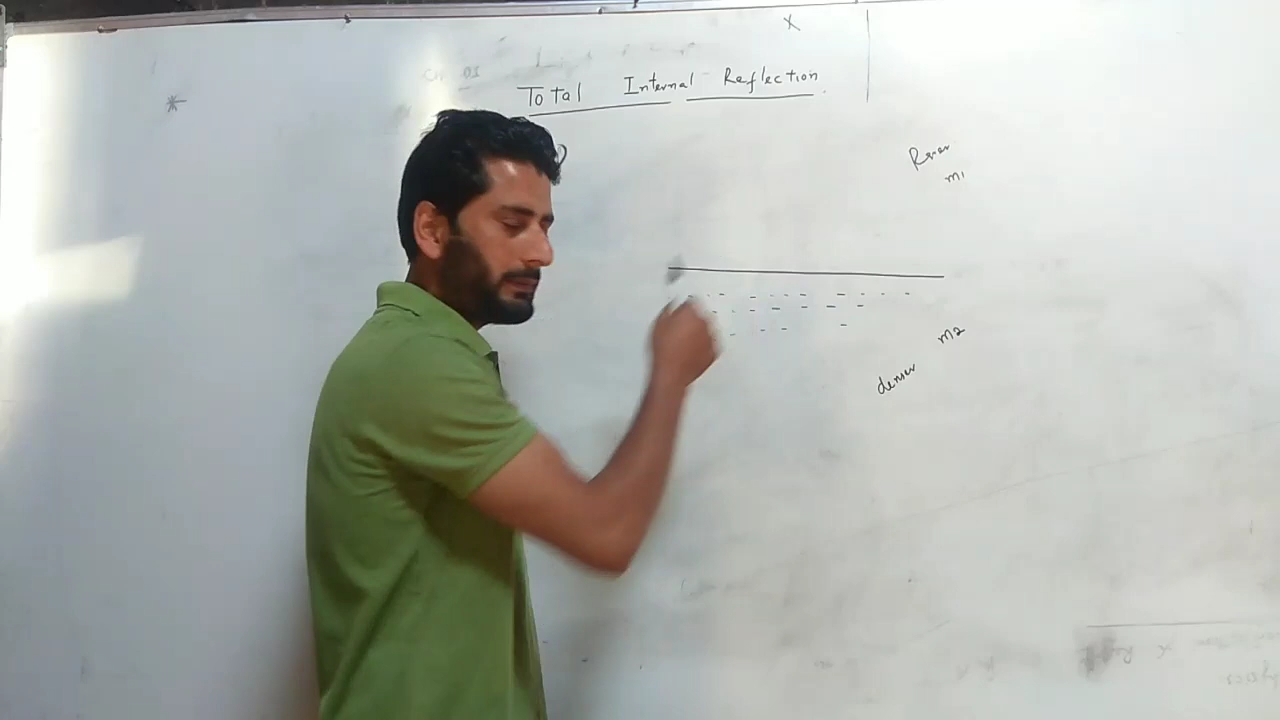 Total Internal Reflection
Rarer
m1
m2
denser